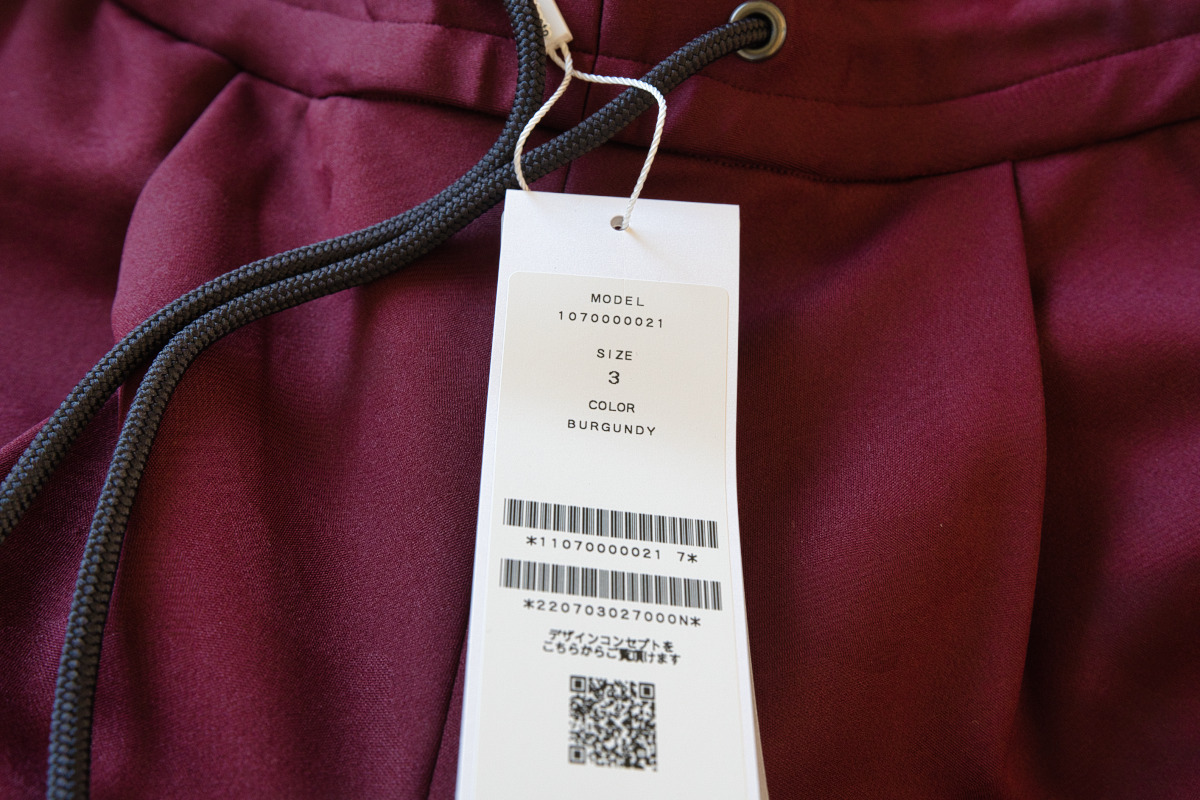 MODEL
1070000021
SIZE
3
COLOR
BURGUNDY
*11070000021 7*
*220703027000N*
デザインコンセプトを
こちらからご覧頂けます